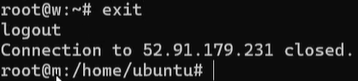 root@w:~# exit
logout
Connection to 52.91.179.231 closed.
root@m:/home/ubuntu#